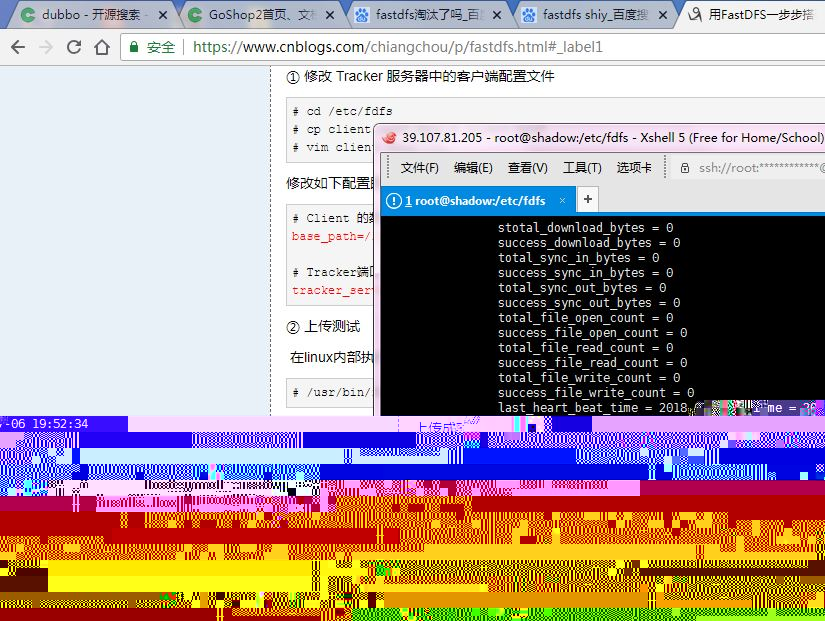 dubbo - 开源搜索 -
GoShop2首页、文档
fastdfs淘汰了吗_百度
fastdfs shiy_百度搜
用FastDFS一步步搭
安全
https://www.cnblogs.com/chiangchou/p/fastdfs.html#_label1
① 修改 Tracker 服务器中的客户端配置文件
# cd /etc/fdfs
# cp client
# vim clien
修改如下配置
# Client 的
base_path=/
# Tracker端
tracker_serv
② 上传测试
在linux内部执
# /usr/bin/
39.107.81.205 - root@shadow:/etc/fdfs - Xshell 5 (Free for Home/School)
文件(F) 编辑(E) 查看(V) 工具(T) 选项卡
ssh://root:************@
1 root@shadow:/etc/fdfs × +
stotal_download_bytes = 0
success_download_bytes = 0
total_sync_in_bytes = 0
success_sync_in_bytes = 0
total_sync_out_bytes = 0
success_sync_out_bytes = 0
total_file_open_count = 0
success_file_open_count = 0
total_file_read_count = 0
success_file_read_count = 0
total_file_write_count = 0
success_file_write_count = 0
last_heart_beat_time = 2018
-06 19:52:34
上传成